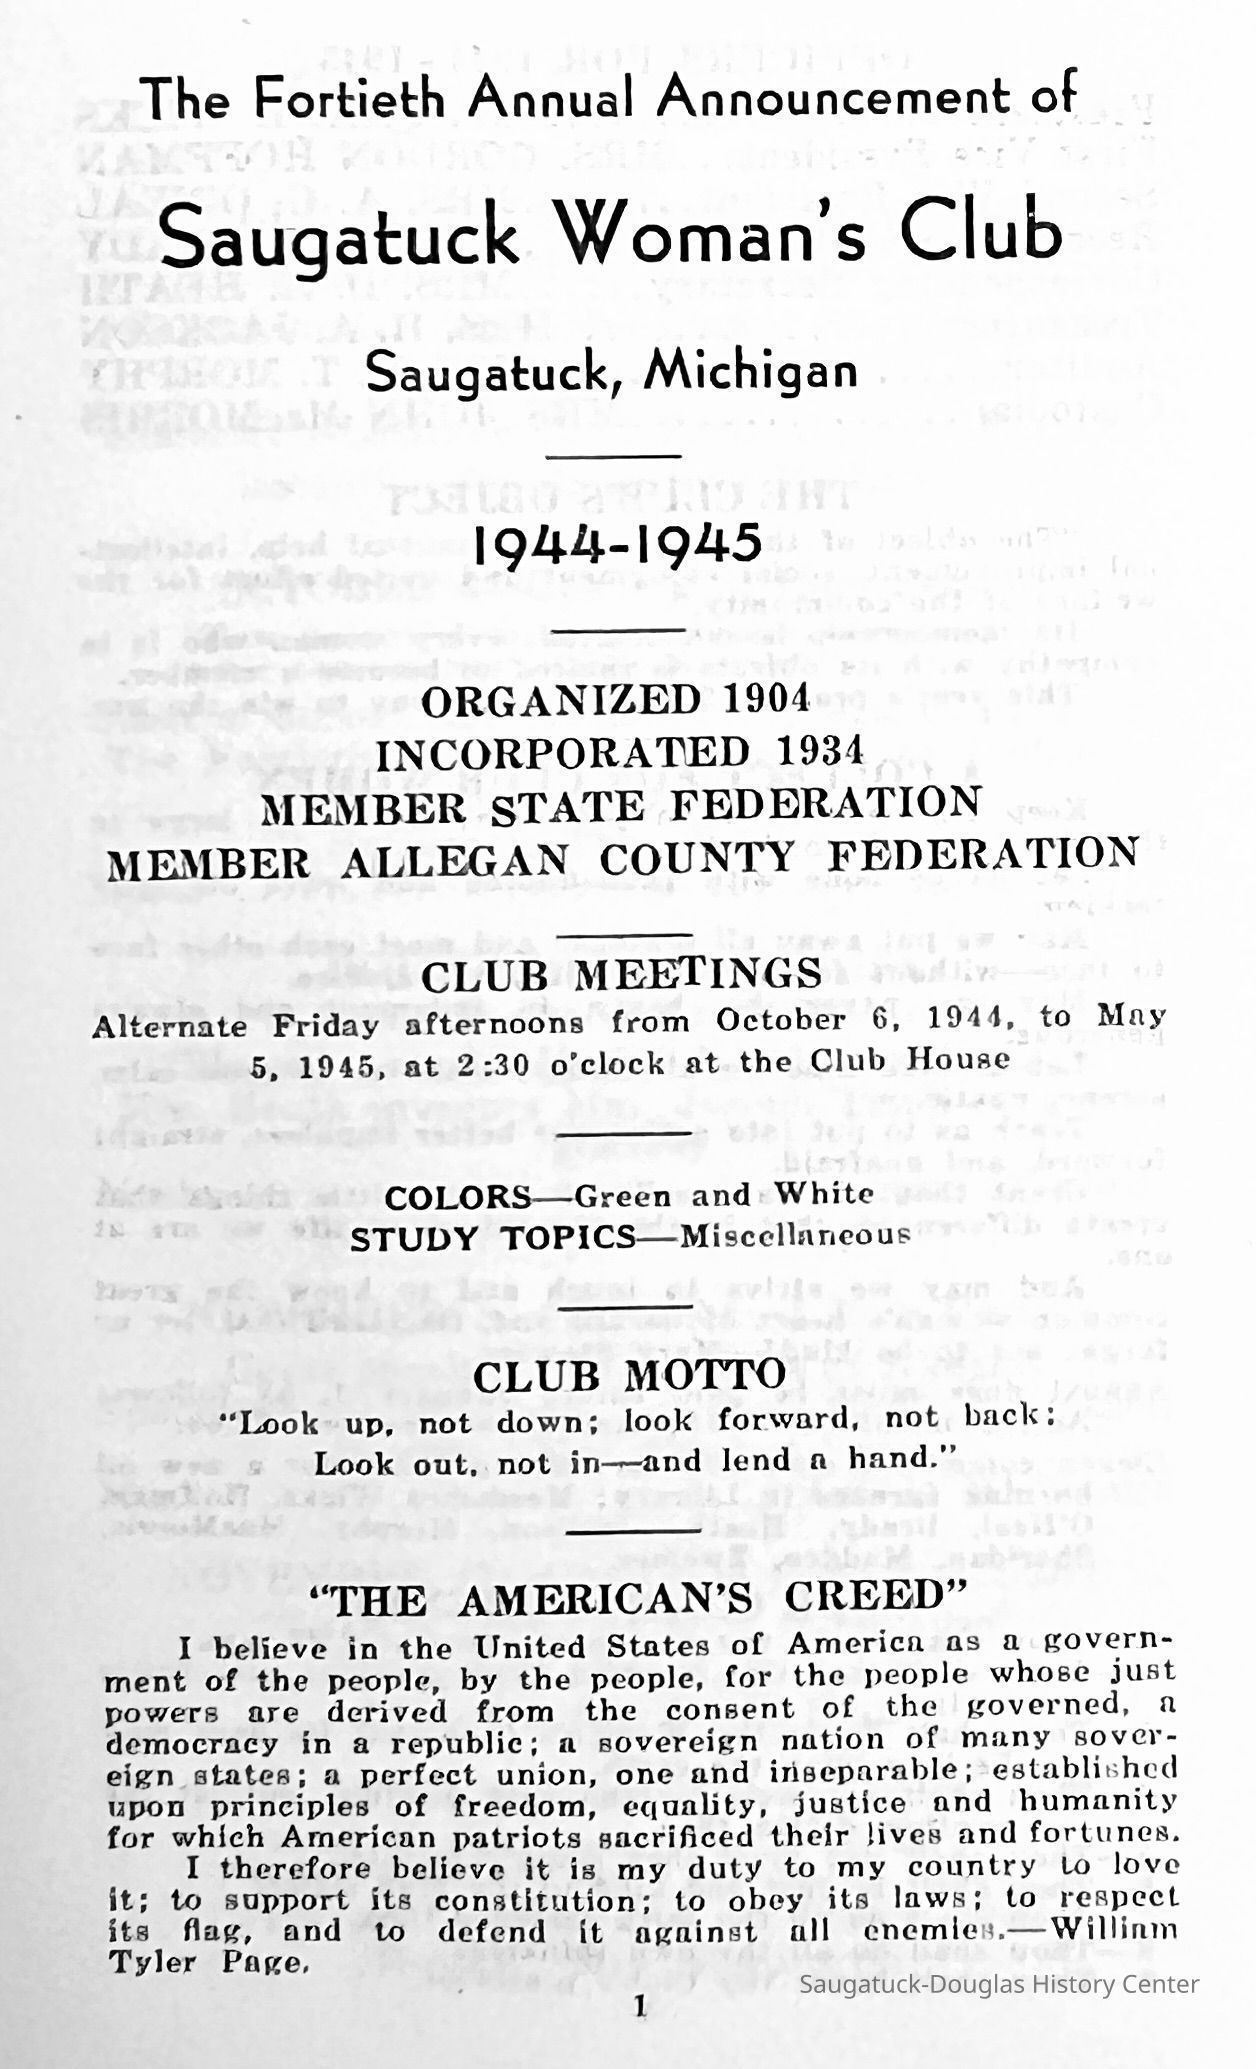 The Fortieth Annual Announcement of
Saugatuck Woman's Club
Saugatuck, Michigan
1944-1945
ORGANIZED 1904
INCORPORATED 1934
MEMBER STATE FEDERATION
MEMBER ALLEGAN COUNTY FEDERATION
CLUB MEETINGS
Alternate Friday afternoons from October 6, 1944, to May
5, 1945, at 2:30 o'clock at the Club House
COLORS—Green and White
STUDY TOPICS—Miscellaneous
CLUB MOTTO
"Look up, not down; look forward, not back:
Look out, not in—and lend a hand."
"THE AMERICAN'S CREED"
I believe in the United States of America as a govern-
ment of the people, by the people, for the people whose just
powers are derived from the consent of the governed, a
democracy in a republic; a sovereign nation of many sover-
eign states; a perfect union, one and inseparable; established
upon principles of freedom, equality, justice and humanity
for which American patriots sacrificed their lives and fortunes.
I therefore believe it is my duty to my country to love
it; to support its constitution; to obey its laws; to respect
its flag, and to defend it against all enemies.—William
Tyler Page.
Saugatuck-Douglas History Center
1